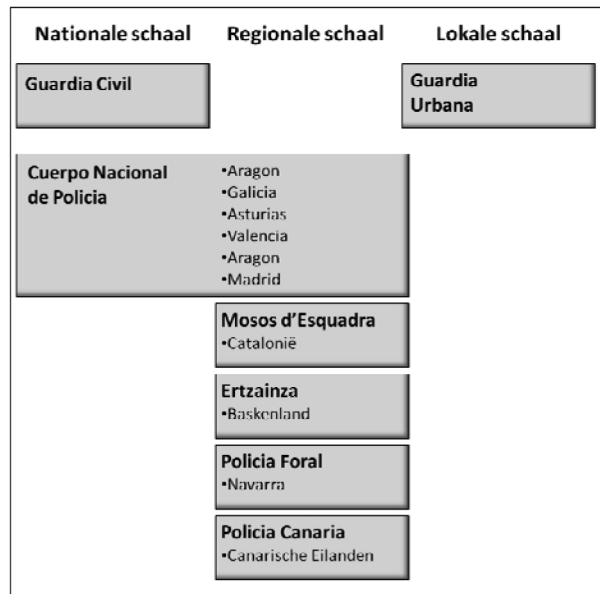 Nationale schaal Regionale schaal Lokale schaal
Guardia Civil
Guardia
Urbana
Cuerpo Nacional
de Policia
•Aragon
•Galicia
•Asturias
•Valencia
•Aragon
•Madrid
Mosos d'Esquadra
•Catalonië
Ertzainza
•Baskenland
Policia Foral
•Navarra
Policia Canaria
•Canarische Eilanden